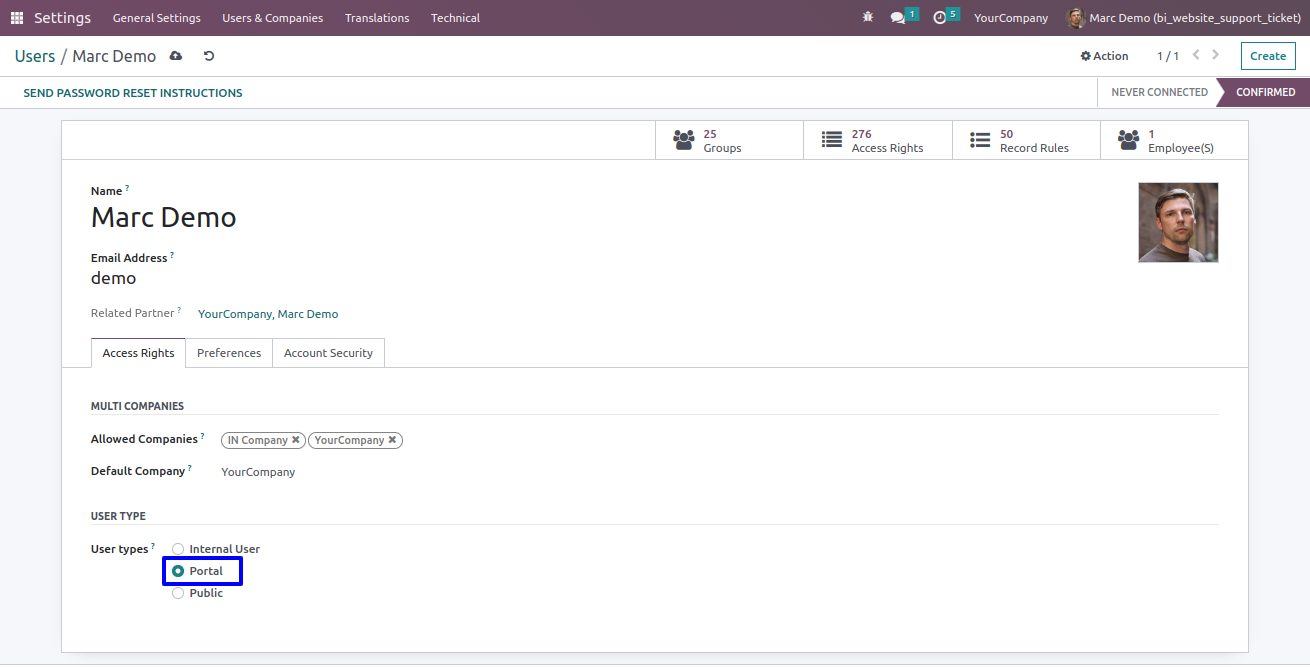 Settings General Settings Users & Companies Translations Technical 1 5 YourCompany Marc Demo (bi_website_support_ticket)
Users / Marc Demo Action 1 / 1 Create
SEND PASSWORD RESET INSTRUCTIONS NEVER CONNECTED CONFIRMED
25 Groups
276 Access Rights
50 Record Rules
1 Employee(S)
Name ?
Marc Demo
Email Address ?
demo
Related Partner ? YourCompany, Marc Demo
Access Rights Preferences Account Security
MULTI COMPANIES
Allowed Companies ? IN Company ✖ YourCompany ✖
Default Company ? YourCompany
USER TYPE
User types ? Internal User
Portal
Public